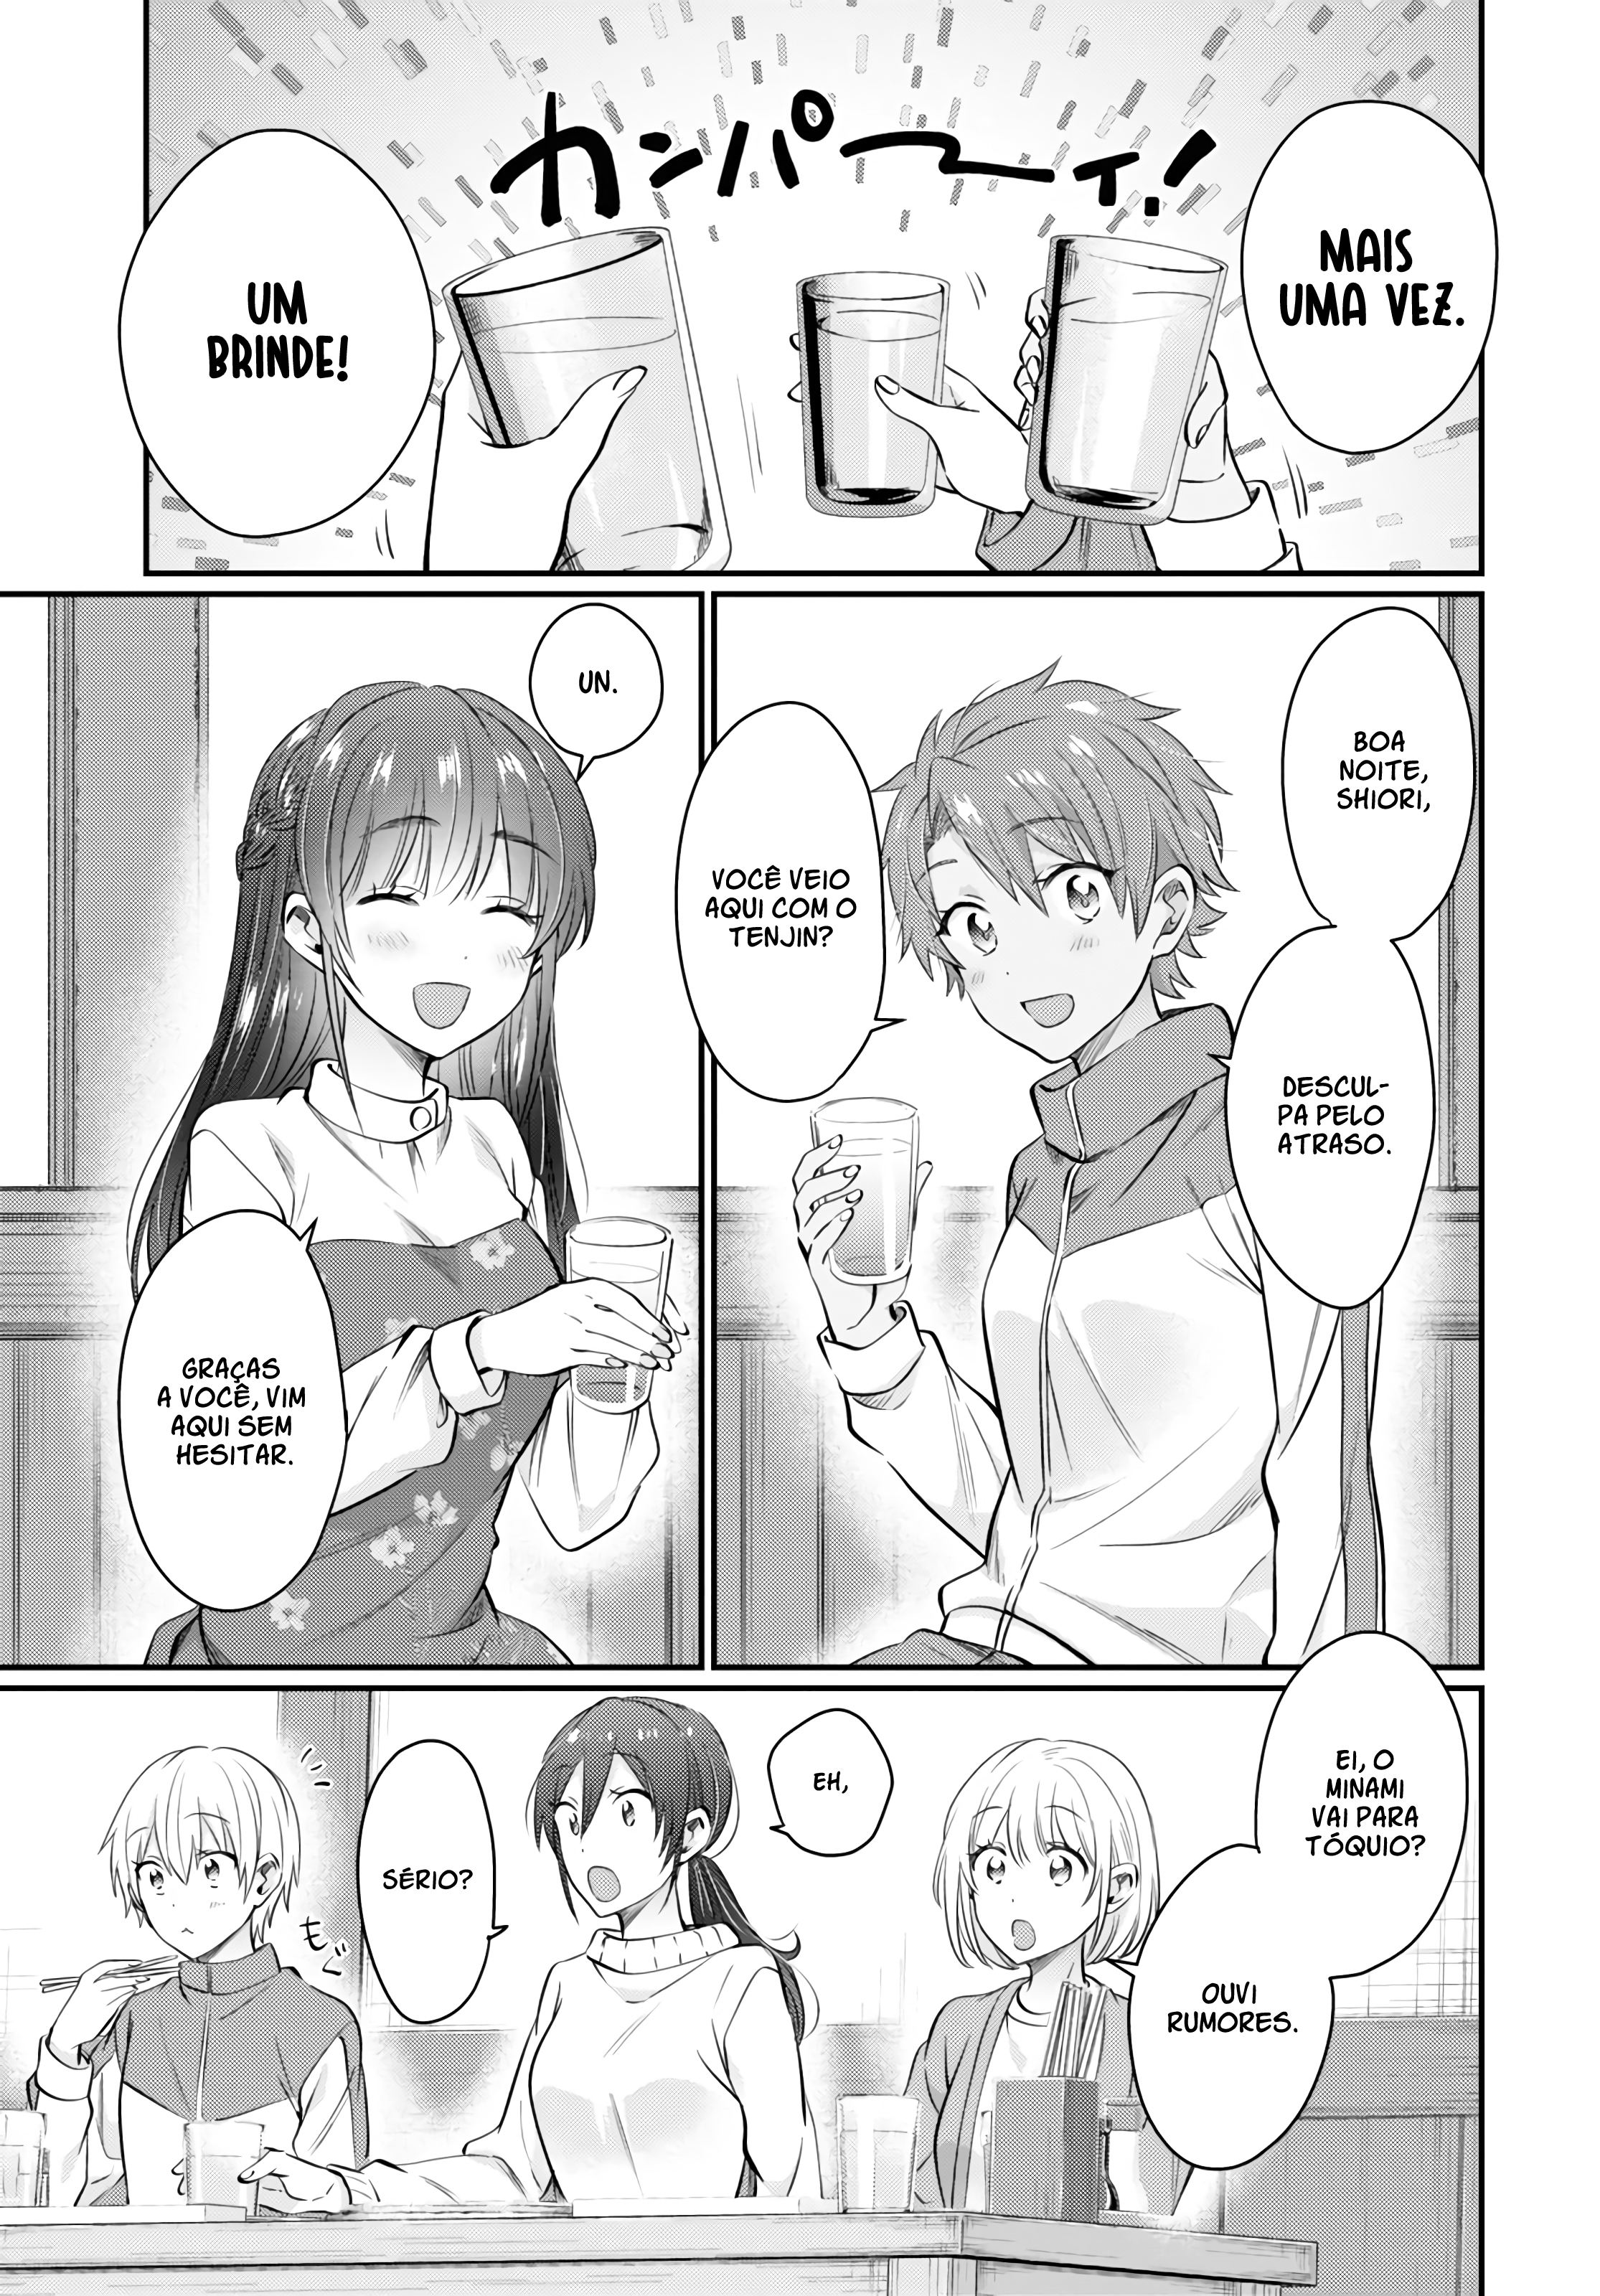 MAIS
UMA VEZ.
カンパーイ!
UM
BRINDE!
BOA
NOITE,
SHIORI,
DESCUL-
PA PELO
ATRASO.
VOCÊ VEIO
AQUI COM O
TENJIN?
UN.
GRAÇAS
A VOCÊ, VIM
AQUI SEM
HESITAR.
EI, O
MINAMI
VAI PARA
TÓQUIO?
OUVI
RUMORES.
EH,
SÉRIO?
もぐ